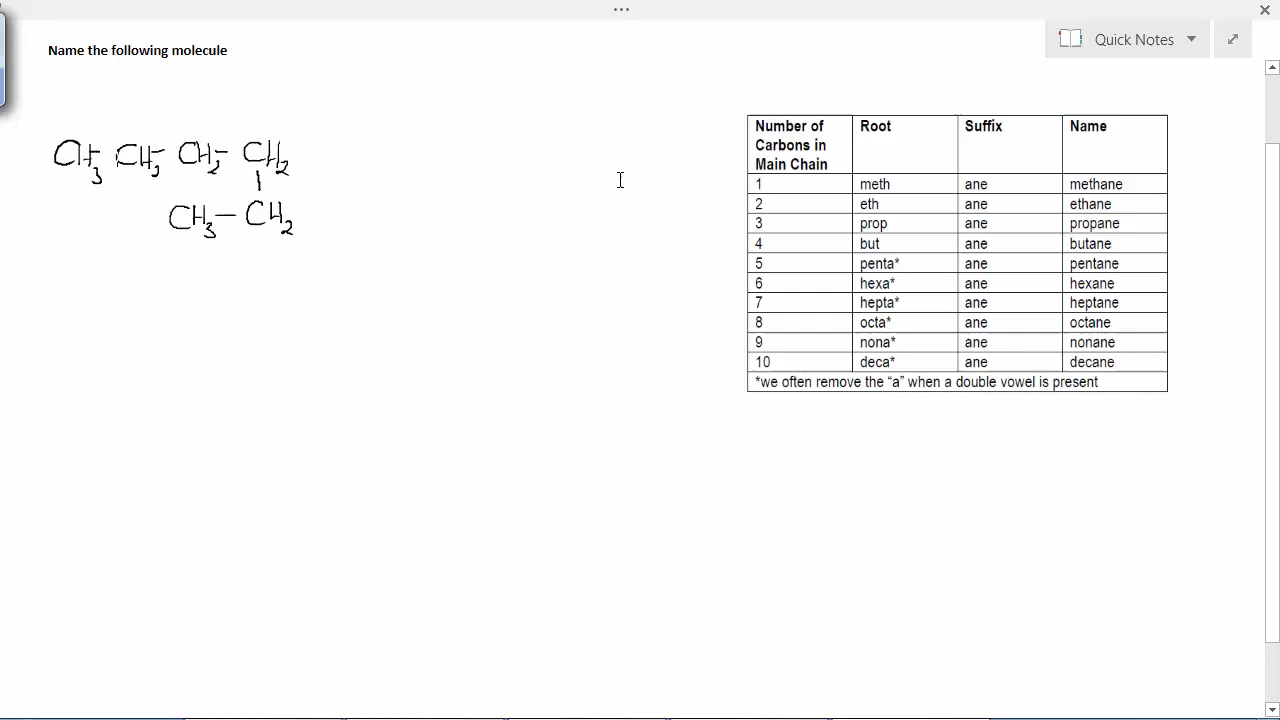 Quick Notes
Name the following molecule
CH3 - CH2 - CH2 - CH2
CH3 - CH2
Number of Carbons in Main Chain Root Suffix Name
1 meth ane methane
2 eth ane ethane
3 prop ane propane
4 but ane butane
5 penta* ane pentane
6 hexa* ane hexane
7 hepta* ane heptane
8 octa* ane octane
9 nona* ane nonane
10 deca* ane decane
*we often remove the “a” when a double vowel is present